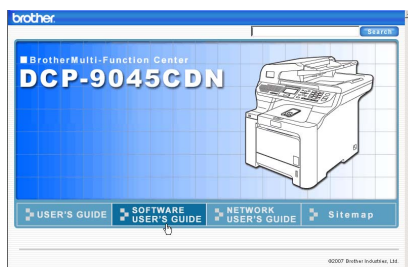 brother.
Search
BrotherMulti-Function Center
DCP-9045CDN
USER'S GUIDE
SOFTWARE
USER'S GUIDE
NETWORK
USER'S GUIDE
Sitemap
©2007 Brother Industries, Ltd.